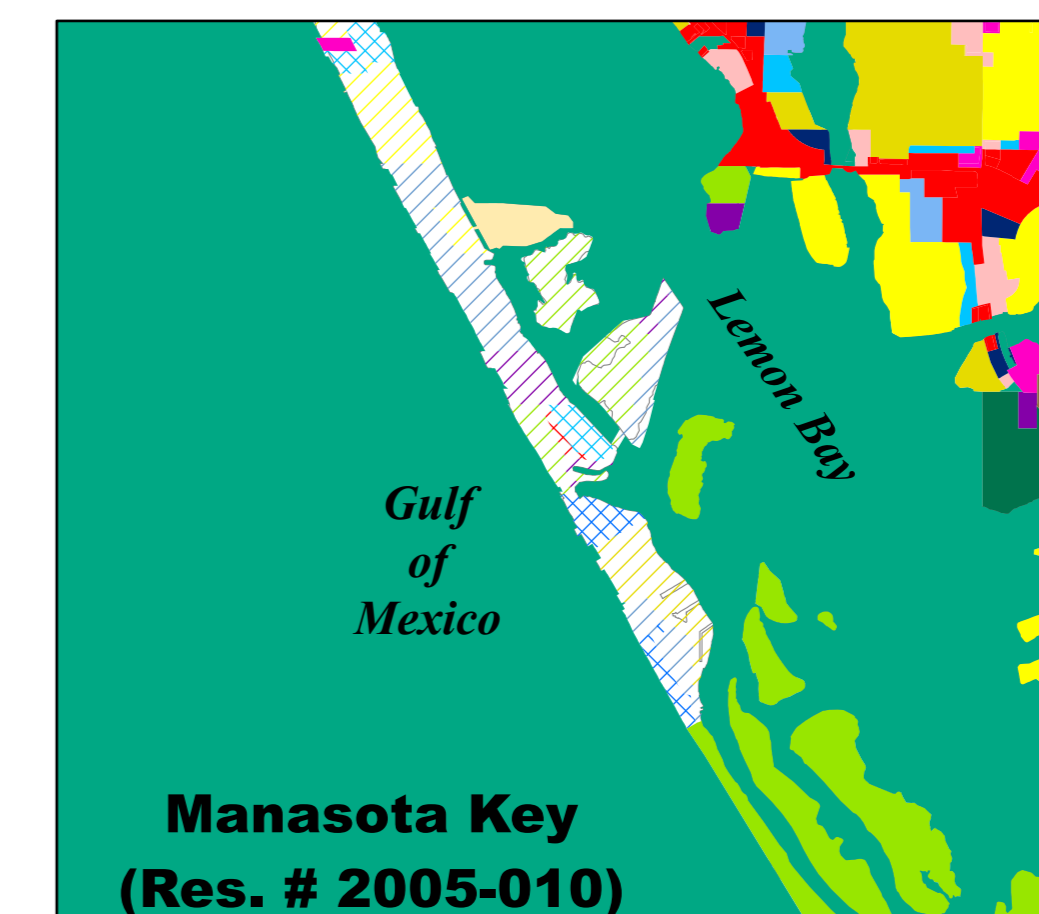 Lemon Bay
Gulf
of
Mexico
Manasota Key
(Res. # 2005-010)